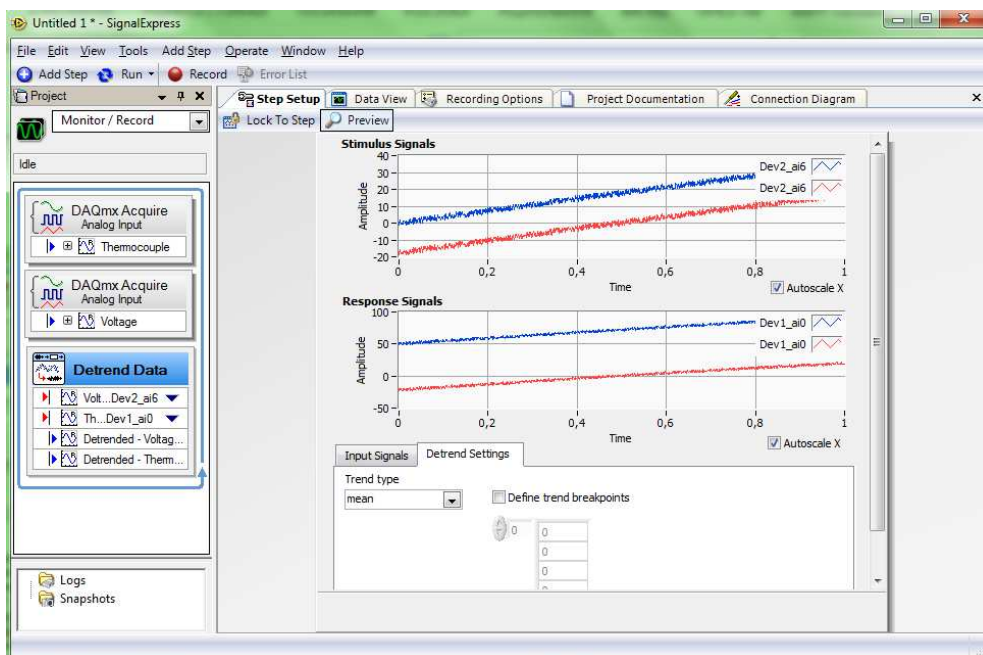 Untitled 1 * - SignalExpress
File Edit View Tools Add Step Operate Window Help
Add Step Run Record Error List
Project
Monitor / Record
Idle
DAQmx Acquire
Analog Input
Thermocouple
DAQmx Acquire
Analog Input
Voltage
Detrend Data
Volt...Dev2_ai6
Th...Dev1_ai0
Detrended - Voltag...
Detrended - Therm...
Logs
Snapshots
Step Setup Data View Recording Options Project Documentation Connection Diagram
Lock To Step Preview
Stimulus Signals
Amplitude
40
30
20
10
0
-10
-20
0 0,2 0,4 0,6 0,8 1
Time
Dev2_ai6
Dev2_ai6
Autoscale X
Response Signals
Amplitude
100
50
0
-50
0 0,2 0,4 0,6 0,8 1
Time
Dev1_ai0
Dev1_ai0
Autoscale X
Input Signals Detrend Settings
Trend type
mean
Define trend breakpoints
0 0
0
0